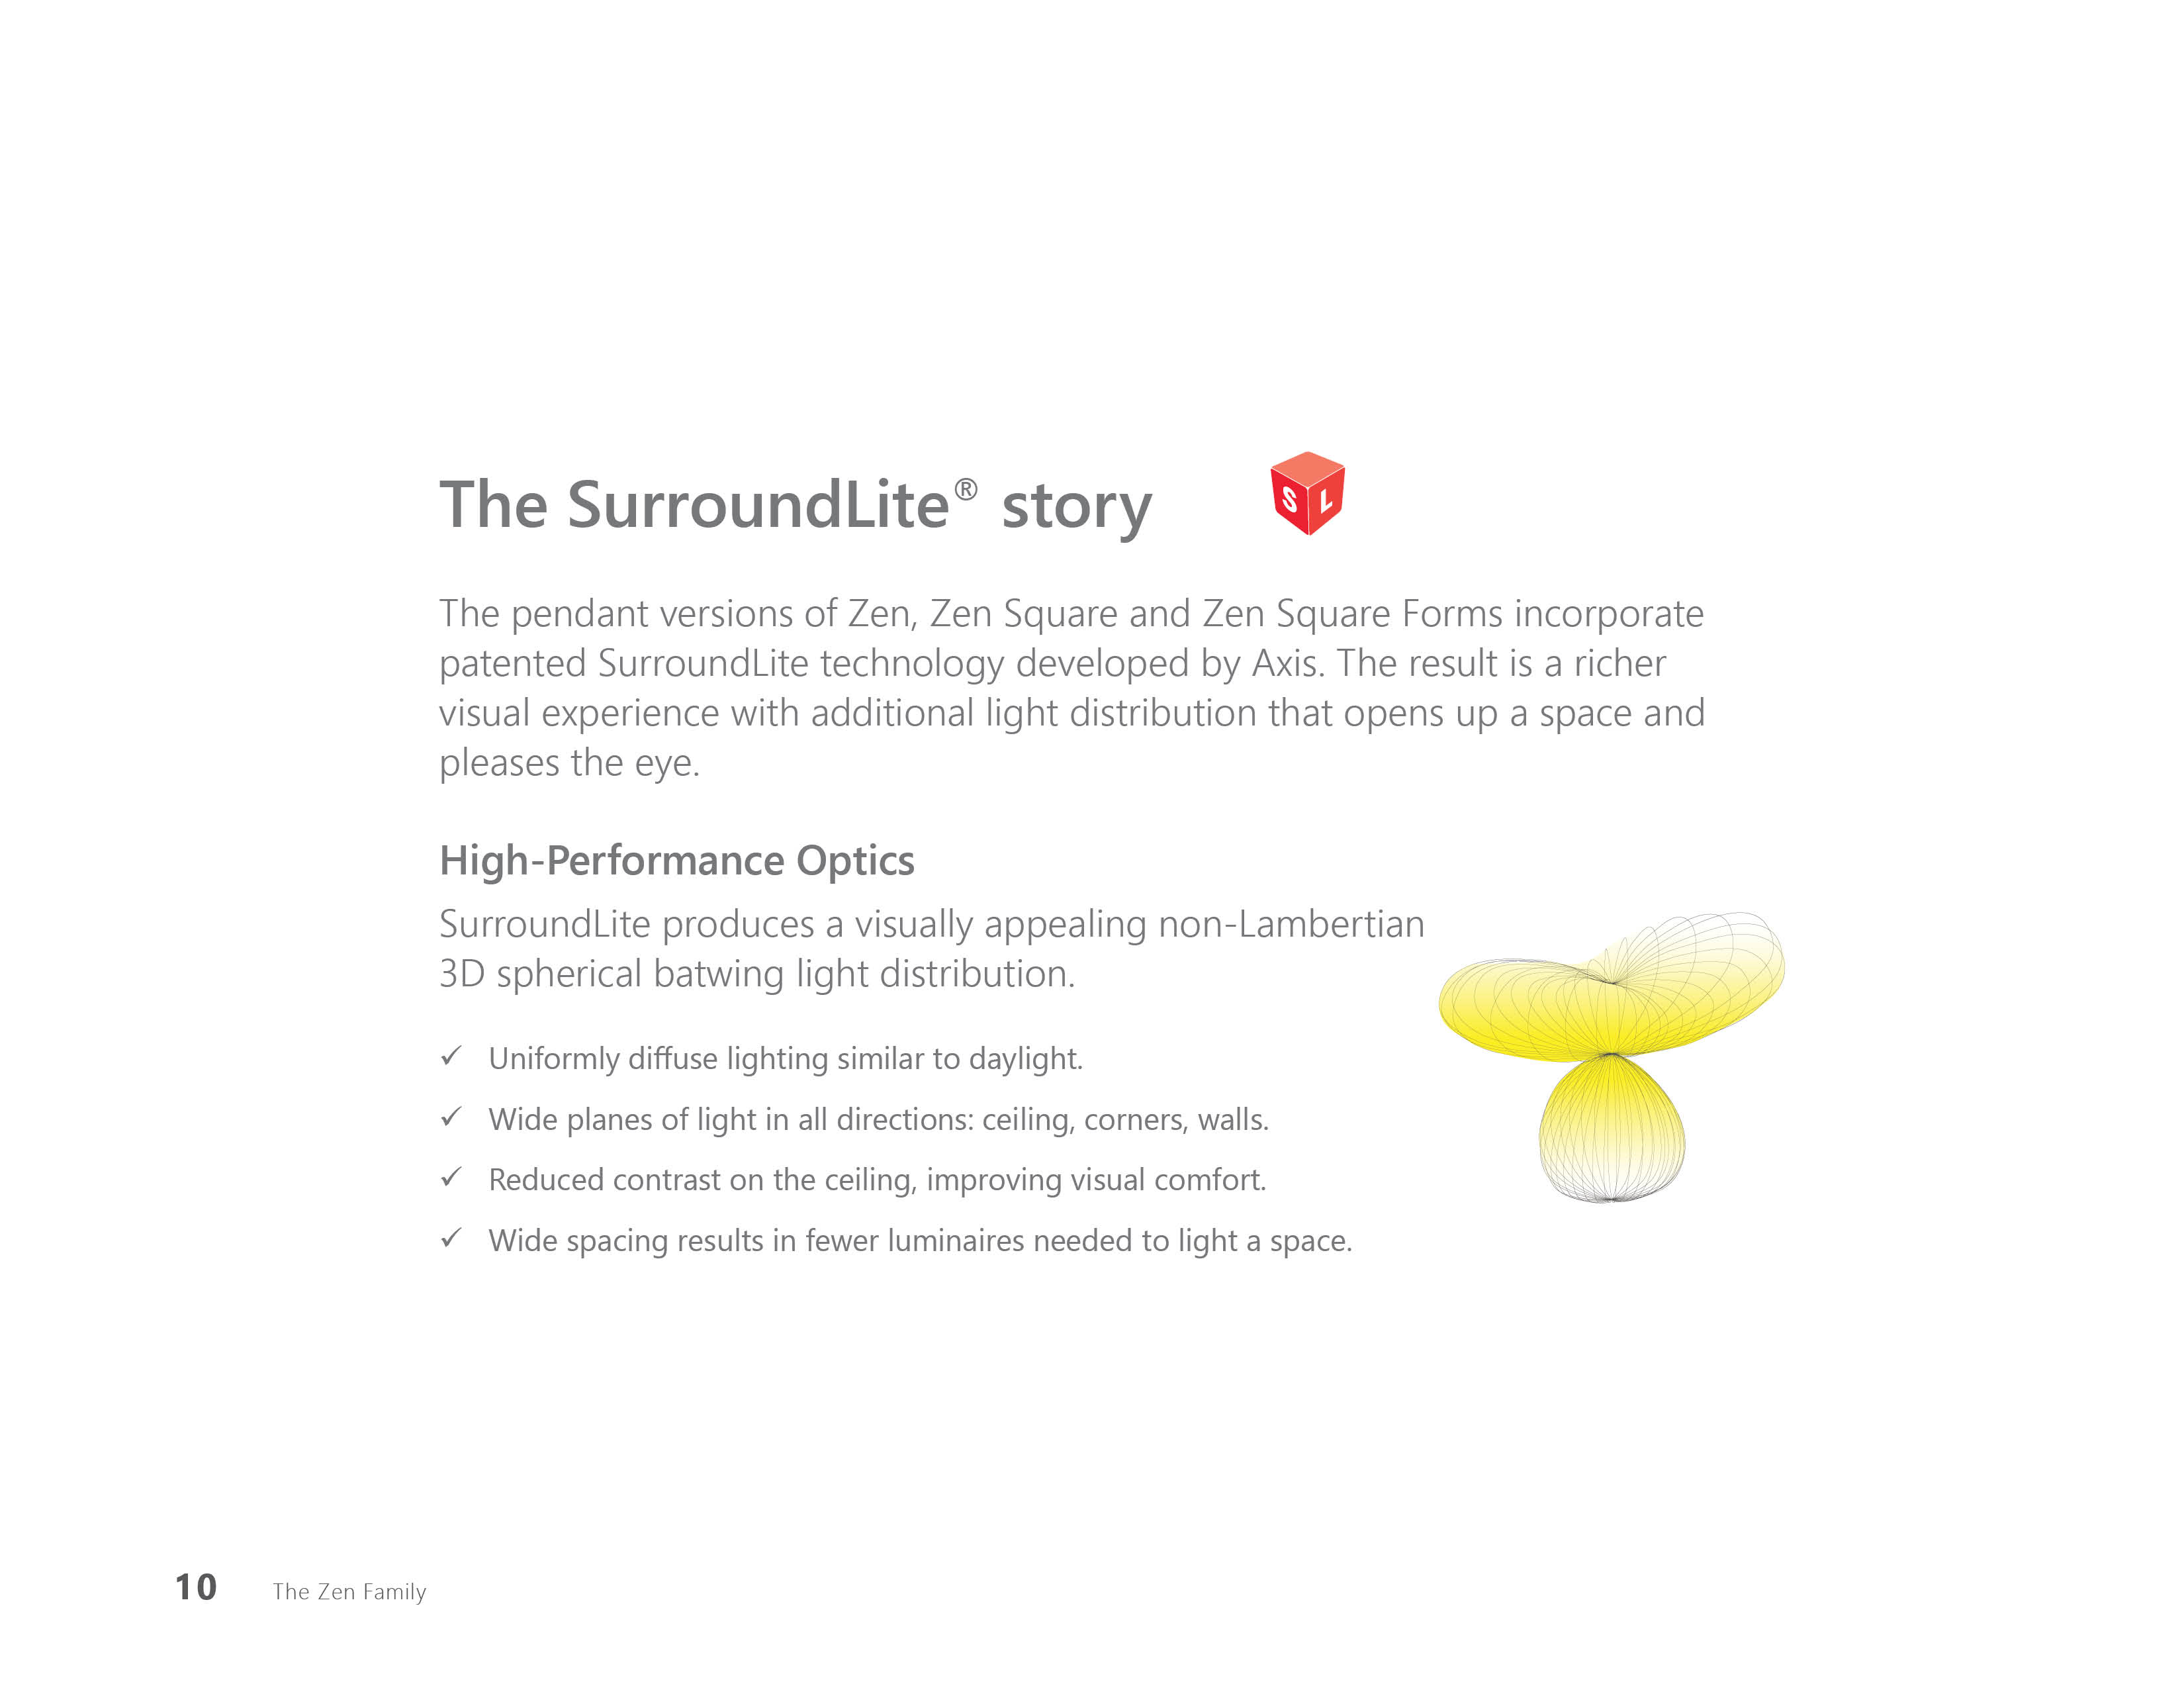 The SurroundLite® story
S L
The pendant versions of Zen, Zen Square and Zen Square Forms incorporate
patented SurroundLite technology developed by Axis. The result is a richer
visual experience with additional light distribution that opens up a space and
pleases the eye.
High-Performance Optics
SurroundLite produces a visually appealing non-Lambertian
3D spherical batwing light distribution.
✓ Uniformly diffuse lighting similar to daylight.
✓ Wide planes of light in all directions: ceiling, corners, walls.
✓ Reduced contrast on the ceiling, improving visual comfort.
✓ Wide spacing results in fewer luminaires needed to light a space.
10 The Zen Family